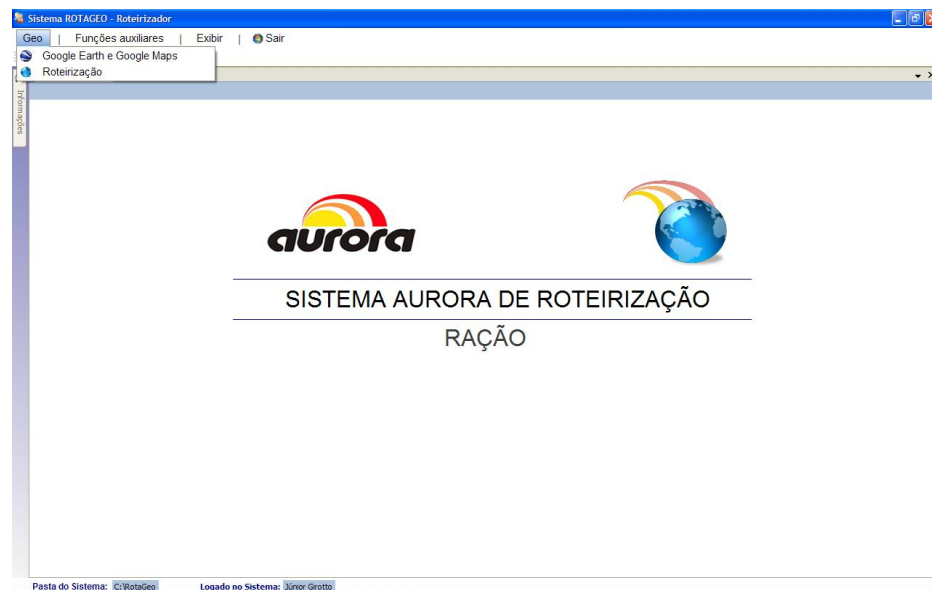 Sistema ROTAGEO - Roteirizador
Geo | Funções auxiliares | Exibir | Sair
Google Earth e Google Maps
Roteirização
Informações
aurora
SISTEMA AURORA DE ROTEIRIZAÇÃO
RAÇÃO
Pasta do Sistema: C:\RotaGeo Logado no Sistema: Júnior Girotto